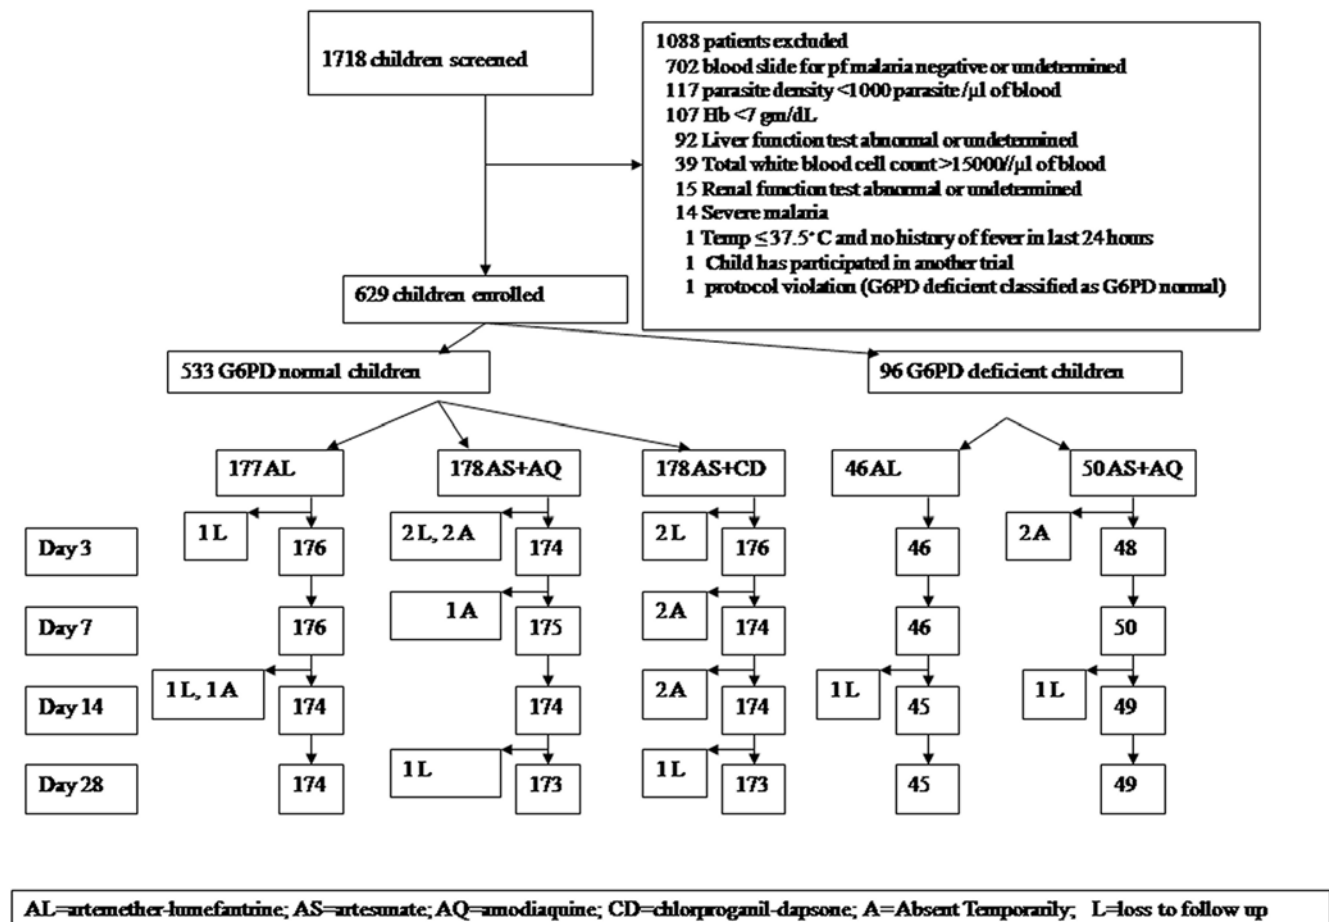 1718 children screened
1088 patients excluded
702 blood slide for pf malaria negative or undetermined
117 parasite density <1000 parasite/µl of blood
107 Hb <7 gm/dL
92 Liver function test abnormal or undetermined
39 Total white blood cell count >15000//µl of blood
15 Renal function test abnormal or undetermined
14 Severe malaria
1 Temp ≤37.5°C and no history of fever in last 24 hours
1 Child has participated in another trial
1 protocol violation (G6PD deficient classified as G6PD normal)
629 children enrolled
533 G6PD normal children
96 G6PD deficient children
177 AL
178 AS+AQ
178 AS+CD
46 AL
50 AS+AQ
Day 3
1 L
176
2 L, 2 A
174
2 L
176
46
2 A
48
Day 7
176
1 A
175
2 A
174
46
50
Day 14
1 L, 1 A
174
174
2 A
174
1 L
45
1 L
49
Day 28
174
1 L
173
1 L
173
45
49
AL=artemether-lumefantrine; AS=artesunate; AQ=amodiaquine; CD=chlorproganil-dapsone; A=Absent Temporarily; L=loss to follow up